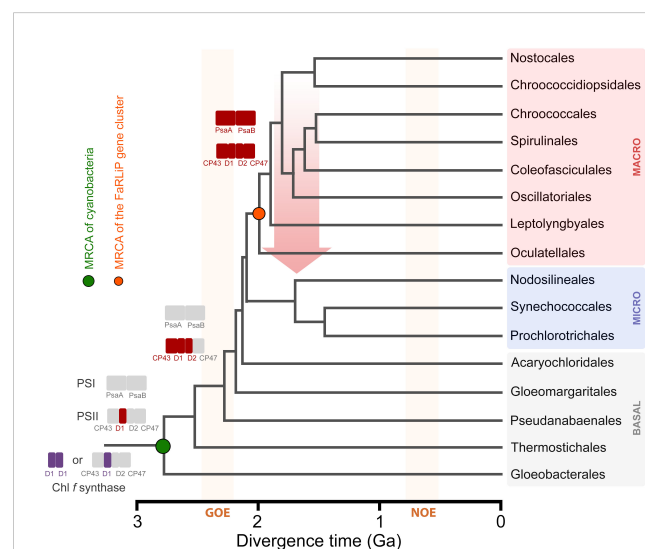 MRCA of cyanobacteria
MRCA of the FaRLiP gene cluster
PsaA PsaB
CP43 D1 D2 CP47
PsaA PsaB
CP43 D1 D2 CP47
PSI
PsaA PsaB
PSII
CP43 D1 D2 CP47
or
D1 D1 CP43 D1 D2 CP47
Chl f synthase
Nostocales
Chroococcidiopsidales
Chroococcales
Spirulinales
Coleofasciculales
Oscillatoriales
Leptolyngbyales
Oculatellales
MACRO
Nodosilineales
Synechococcales
Prochlorotrichales
MICRO
Acaryochloridales
Gloeomargaritales
Pseudanabaenales
Thermostichales
Gloeobacterales
BASAL
GOE NOE
3 2 1 0
Divergence time (Ga)